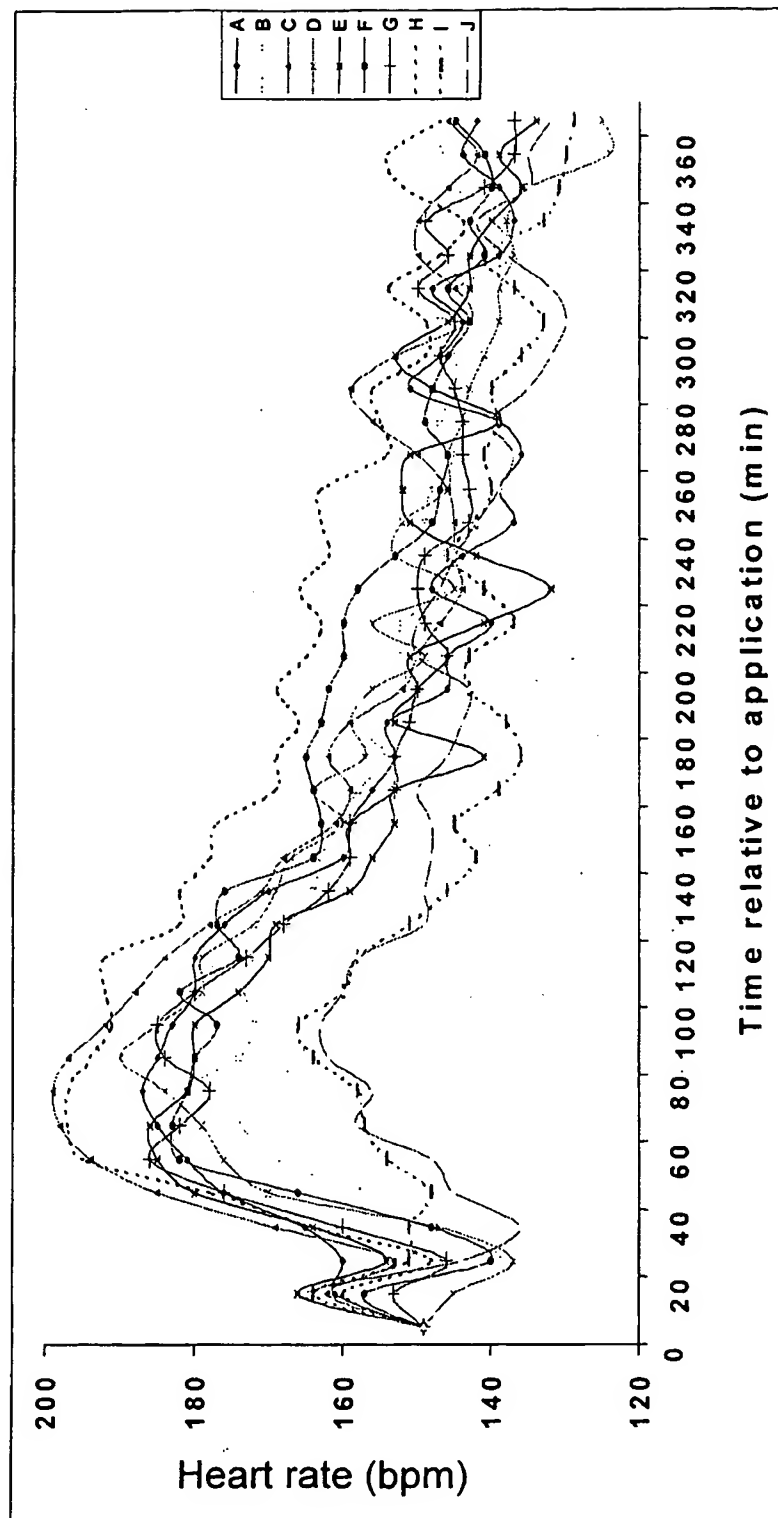 A
B
C
D
E
F
G
H
I
J
200
180
160
140
120
Heart rate (bpm)
0 20 40 60 80 100 120 140 160 180 200 220 240 260 280 300 320 340 360
Time relative to application (min)